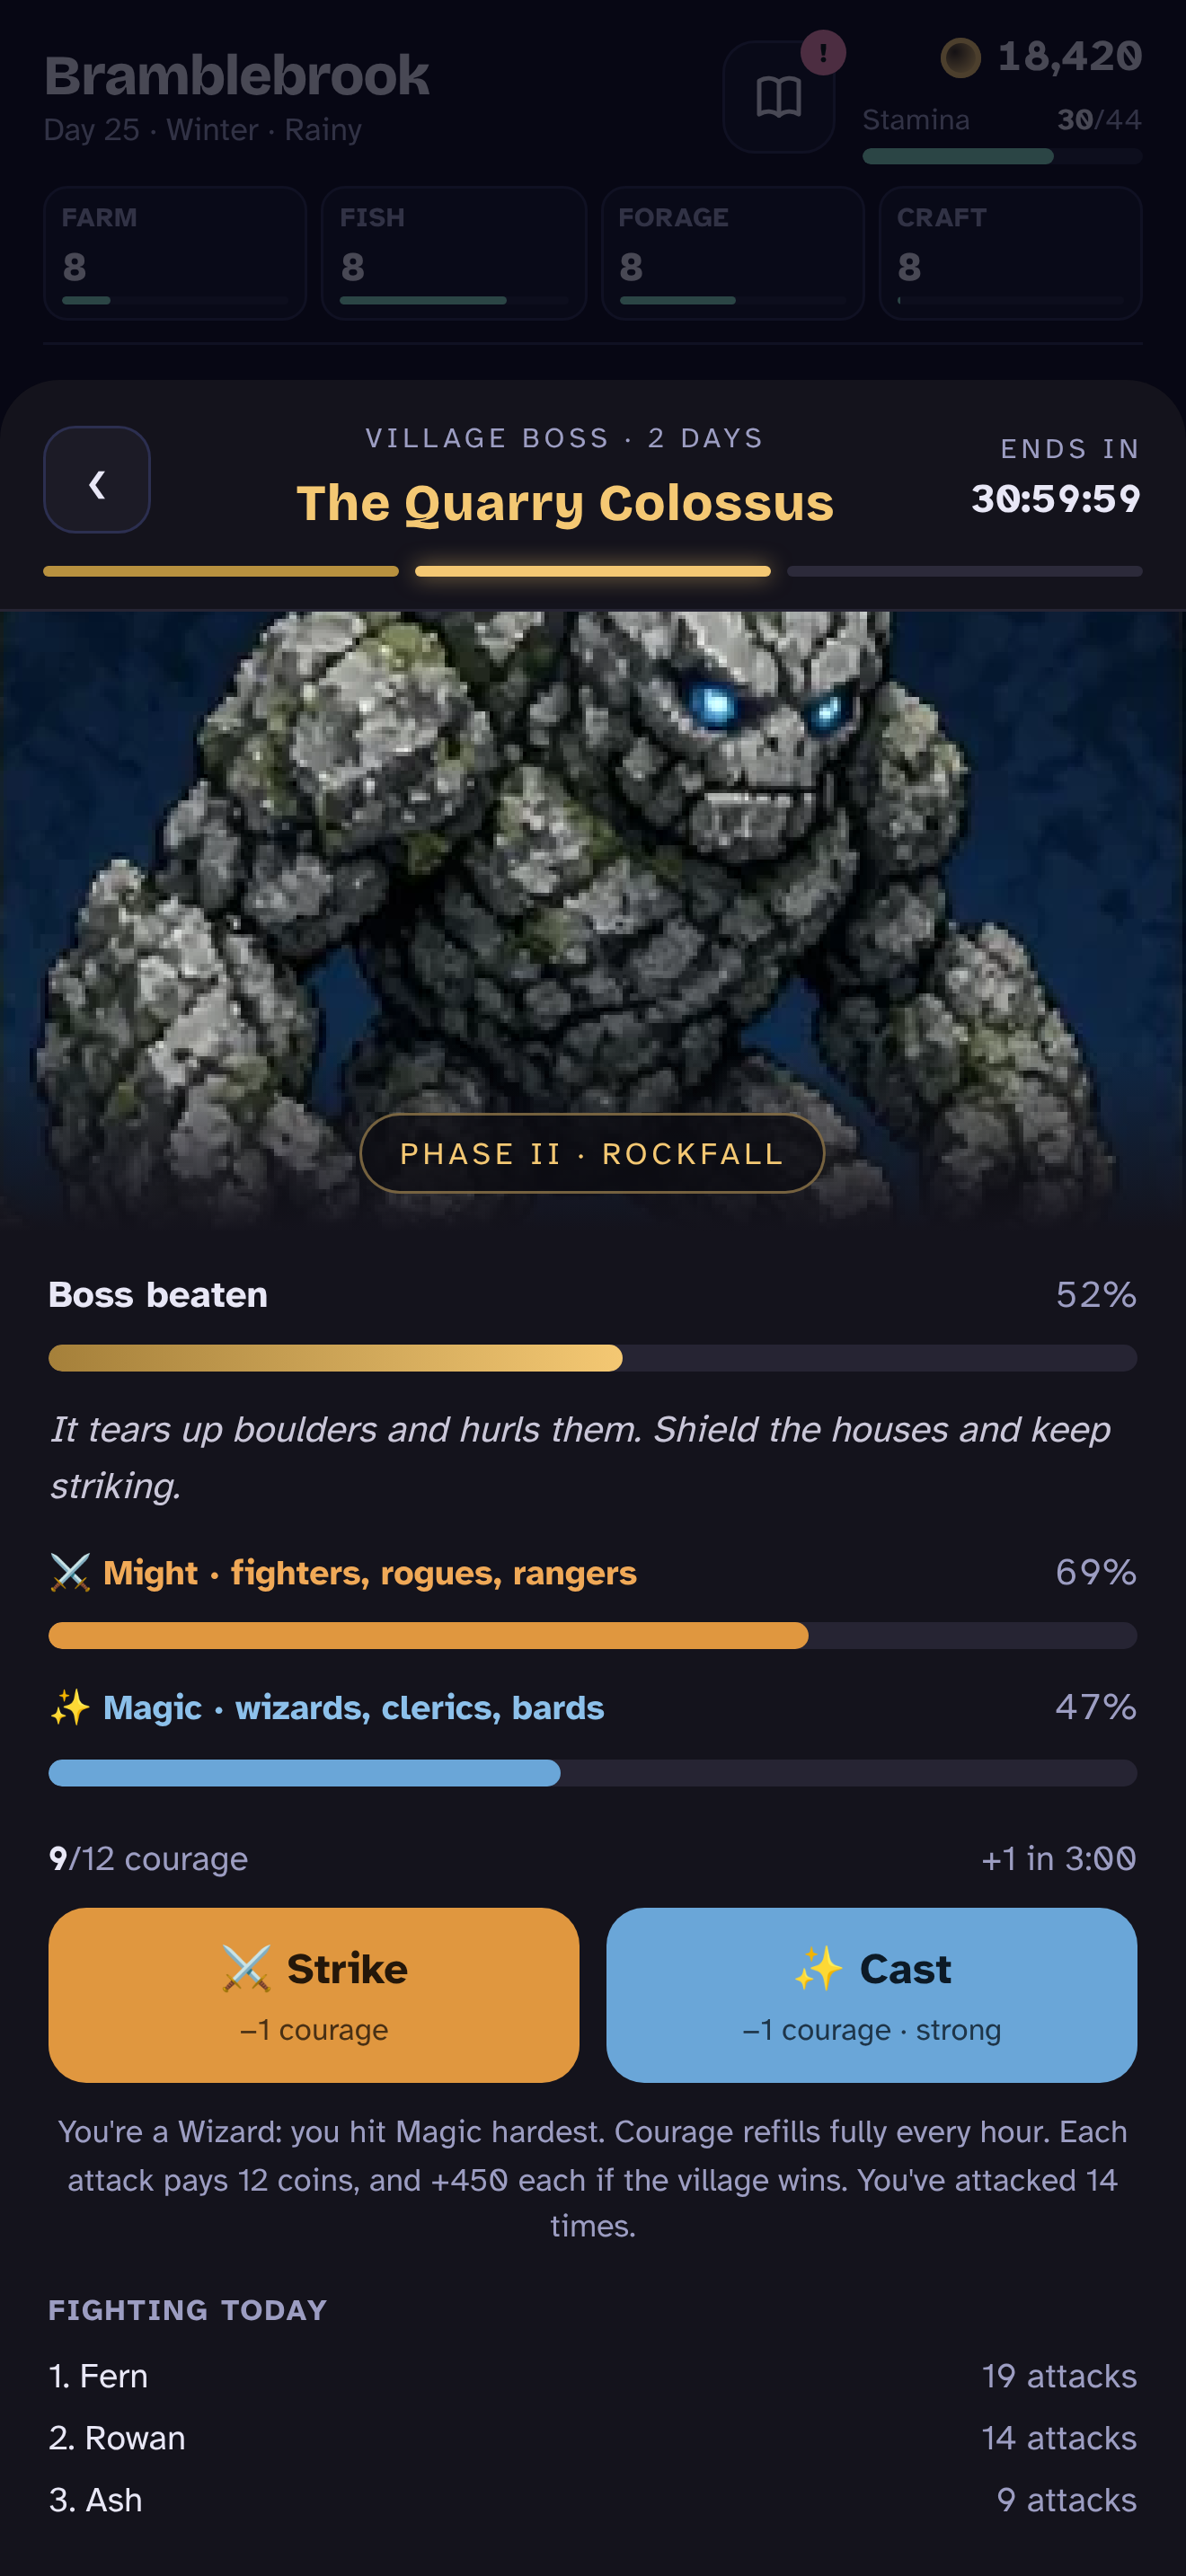 Bramblebrook
!
18,420
Day 25 · Winter · Rainy
Stamina 30/44
FARM FISH FORAGE CRAFT
8 8 8 8
VILLAGE BOSS · 2 DAYS
ENDS IN
The Quarry Colossus
30:59:59
PHASE II · ROCKFALL
Boss beaten 52%
It tears up boulders and hurls them. Shield the houses and keep
striking.
⚔️ Might · fighters, rogues, rangers 69%
✨ Magic · wizards, clerics, bards 47%
9/12 courage +1 in 3:00
⚔️ Strike ✨ Cast
−1 courage −1 courage · strong
You're a Wizard: you hit Magic hardest. Courage refills fully every hour. Each
attack pays 12 coins, and +450 each if the village wins. You've attacked 14
times.
FIGHTING TODAY
1. Fern 19 attacks
2. Rowan 14 attacks
3. Ash 9 attacks